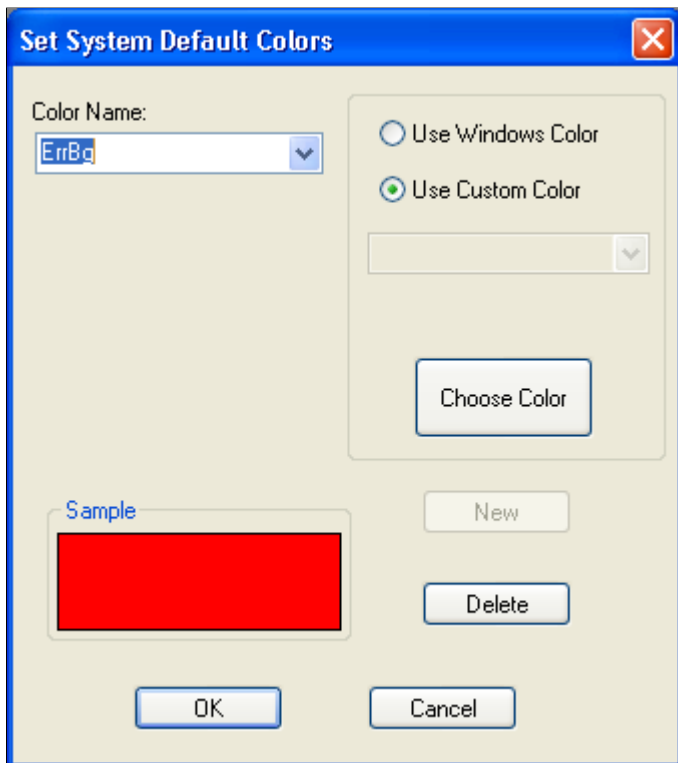 Set System Default Colors
Color Name:
ErrBg
Use Windows Color
Use Custom Color
Choose Color
Sample
New
Delete
OK
Cancel